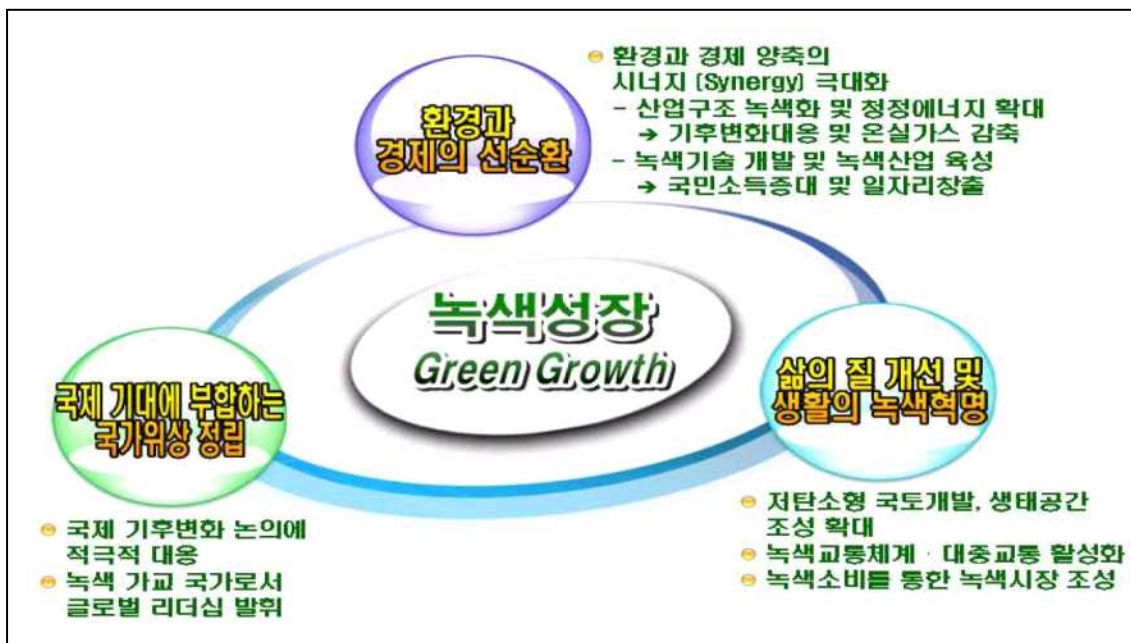 환경과
경제의 선순환
● 환경과 경제 양축의
시너지 (Synergy) 극대화
- 산업구조 녹색화 및 청정에너지 확대
➔ 기후변화대응 및 온실가스 감축
- 녹색기술 개발 및 녹색산업 육성
➔ 국민소득증대 및 일자리창출
녹색성장
Green Growth
국제 기대에 부합하는
국가위상 정립
● 국제 기후변화 논의에
적극적 대응
● 녹색 가교 국가로서
글로벌 리더십 발휘
삶의 질 개선 및
생활의 녹색혁명
● 저탄소형 국토개발, 생태공간
조성 확대
● 녹색교통체계 · 대중교통 활성화
● 녹색소비를 통한 녹색시장 조성